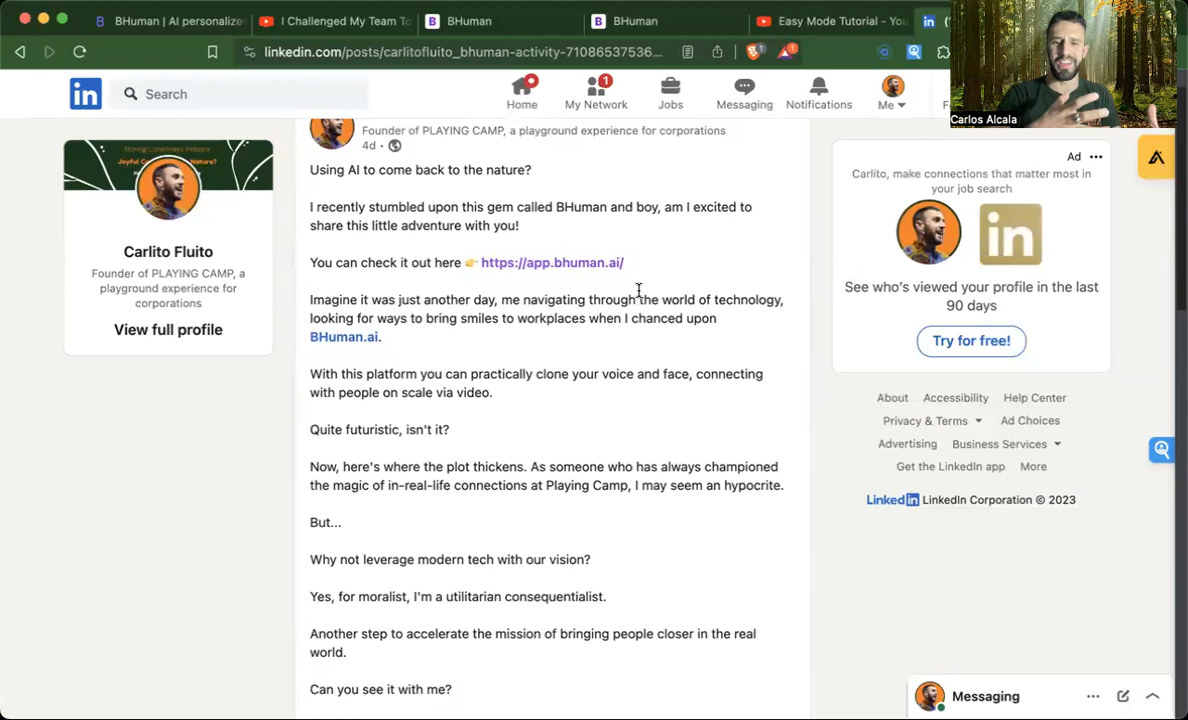 BHuman | AI personalize
I Challenged My Team To
BHuman
BHuman
Easy Mode Tutorial - You
in
linkedin.com/posts/carlitofluito_bhuman-activity-71086537536...
1
1
in
Search
Home
1
My Network
Jobs
Messaging
Notifications
Me
Carlos Alcala
Carlito Fluito
Founder of PLAYING CAMP, a
playground experience for
corporations
View full profile
Founder of PLAYING CAMP, a playground experience for corporations
4d •
Using AI to come back to the nature?
I recently stumbled upon this gem called BHuman and boy, am I excited to
share this little adventure with you!
You can check it out here 👉 https://app.bhuman.ai/
Imagine it was just another day, me navigating through the world of technology,
looking for ways to bring smiles to workplaces when I chanced upon
BHuman.ai.
With this platform you can practically clone your voice and face, connecting
with people on scale via video.
Quite futuristic, isn't it?
Now, here's where the plot thickens. As someone who has always championed
the magic of in-real-life connections at Playing Camp, I may seem an hypocrite.
But...
Why not leverage modern tech with our vision?
Yes, for moralist, I'm a utilitarian consequentialist.
Another step to accelerate the mission of bringing people closer in the real
world.
Can you see it with me?
Ad •••
Carlito, make connections that matter most in
your job search
in
See who's viewed your profile in the last
90 days
Try for free!
About Accessibility Help Center
Privacy & Terms Ad Choices
Advertising Business Services
Get the LinkedIn app More
LinkedIn LinkedIn Corporation © 2023
Messaging